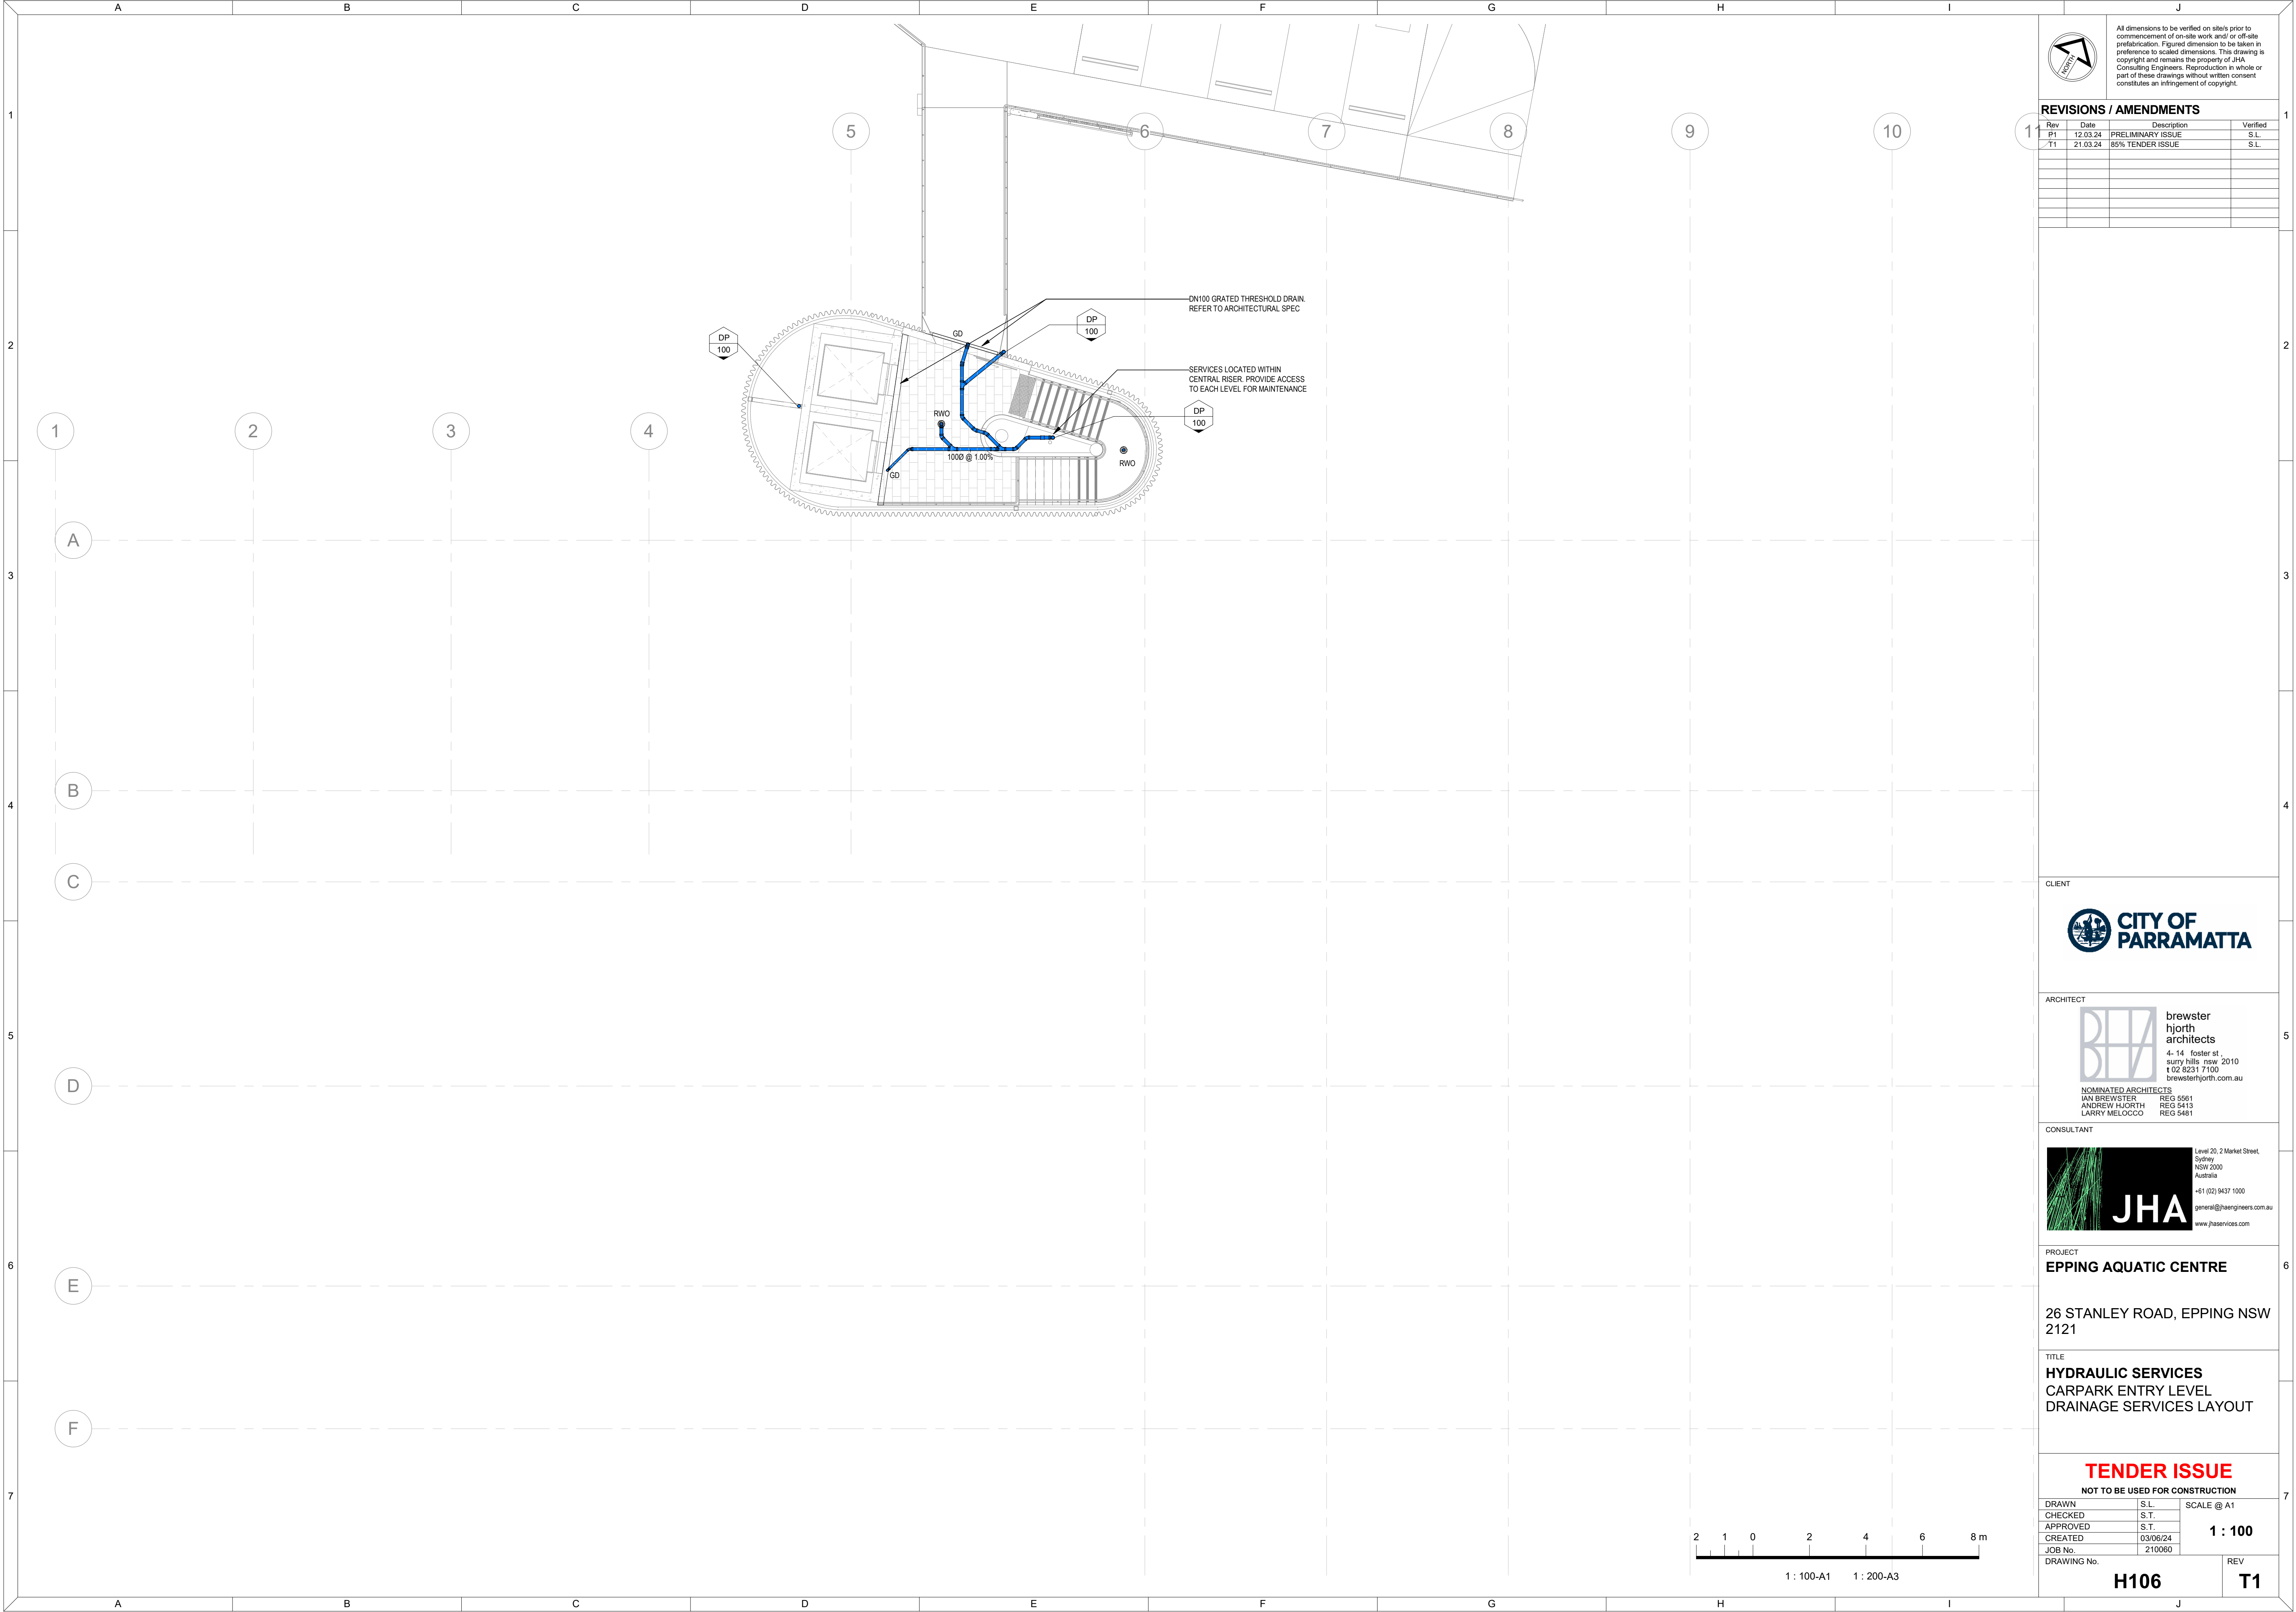 A B C D E F G H I J
NORTH
All dimensions to be verified on site/s prior to
commencement of on-site work and/ or off-site
prefabrication. Figured dimension to be taken in
preference to scaled dimensions. This drawing is
copyright and remains the property of JHA
Consulting Engineers. Reproduction in whole or
part of these drawings without written consent
constitutes an infringement of copyright.
REVISIONS / AMENDMENTS
Rev Date Description Verified
P1 12.03.24 PRELIMINARY ISSUE S.L.
T1 21.03.24 85% TENDER ISSUE S.L.
1 1
5 6 7 8 9 10 11
DN100 GRATED THRESHOLD DRAIN.
REFER TO ARCHITECTURAL SPEC
DP
100
GD
DP
100
2 2
SERVICES LOCATED WITHIN
CENTRAL RISER. PROVIDE ACCESS
TO EACH LEVEL FOR MAINTENANCE
DP
100
RWO
1 2 3 4
100Ø @ 1.00%
RWO
GD
A
3 3
B
4 4
C
D
5 5
E
6 6
F
7 7
CLIENT
CITY OF
PARRAMATTA
ARCHITECT
BHA
brewster
hjorth
architects
4- 14 foster st ,
surry hills nsw 2010
t 02 8231 7100
brewsterhjorth.com.au
NOMINATED ARCHITECTS
IAN BREWSTER REG 5561
ANDREW HJORTH REG 5413
LARRY MELOCCO REG 5481
CONSULTANT
JHA
Level 20, 2 Market Street,
Sydney
NSW 2000
Australia
+61 (02) 9437 1000
general@jhaengineers.com.au
www.jhaservices.com
PROJECT
EPPING AQUATIC CENTRE
26 STANLEY ROAD, EPPING NSW
2121
TITLE
HYDRAULIC SERVICES
CARPARK ENTRY LEVEL
DRAINAGE SERVICES LAYOUT
TENDER ISSUE
NOT TO BE USED FOR CONSTRUCTION
DRAWN S.L.
CHECKED S.T.
APPROVED S.T.
CREATED 03/06/24
JOB No. 210060
SCALE @ A1
1 : 100
DRAWING No.
H106
REV
T1
2 1 0 2 4 6 8 m
1 : 100-A1 1 : 200-A3
A B C D E F G H I J